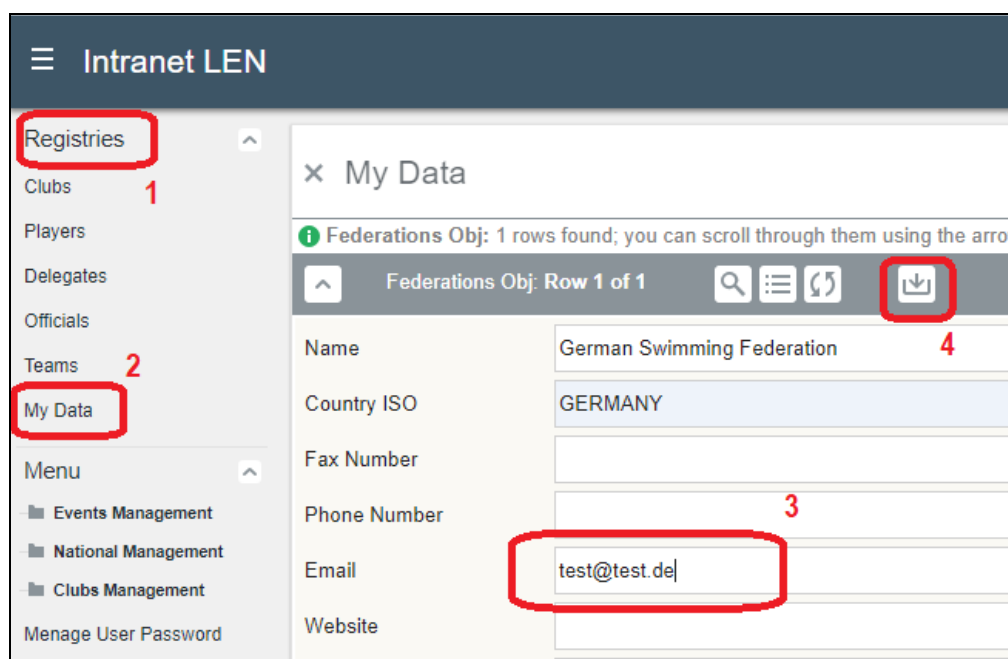 Intranet LEN
Registries
1
Clubs
Players
Delegates
Officials
Teams
2
My Data
Menu
Events Management
National Management
Clubs Management
Manage User Password
My Data
Federations Obj: 1 rows found; you can scroll through them using the arro
Federations Obj: Row 1 of 1
4
Name German Swimming Federation
Country ISO GERMANY
Fax Number
Phone Number
3
Email test@test.de
Website